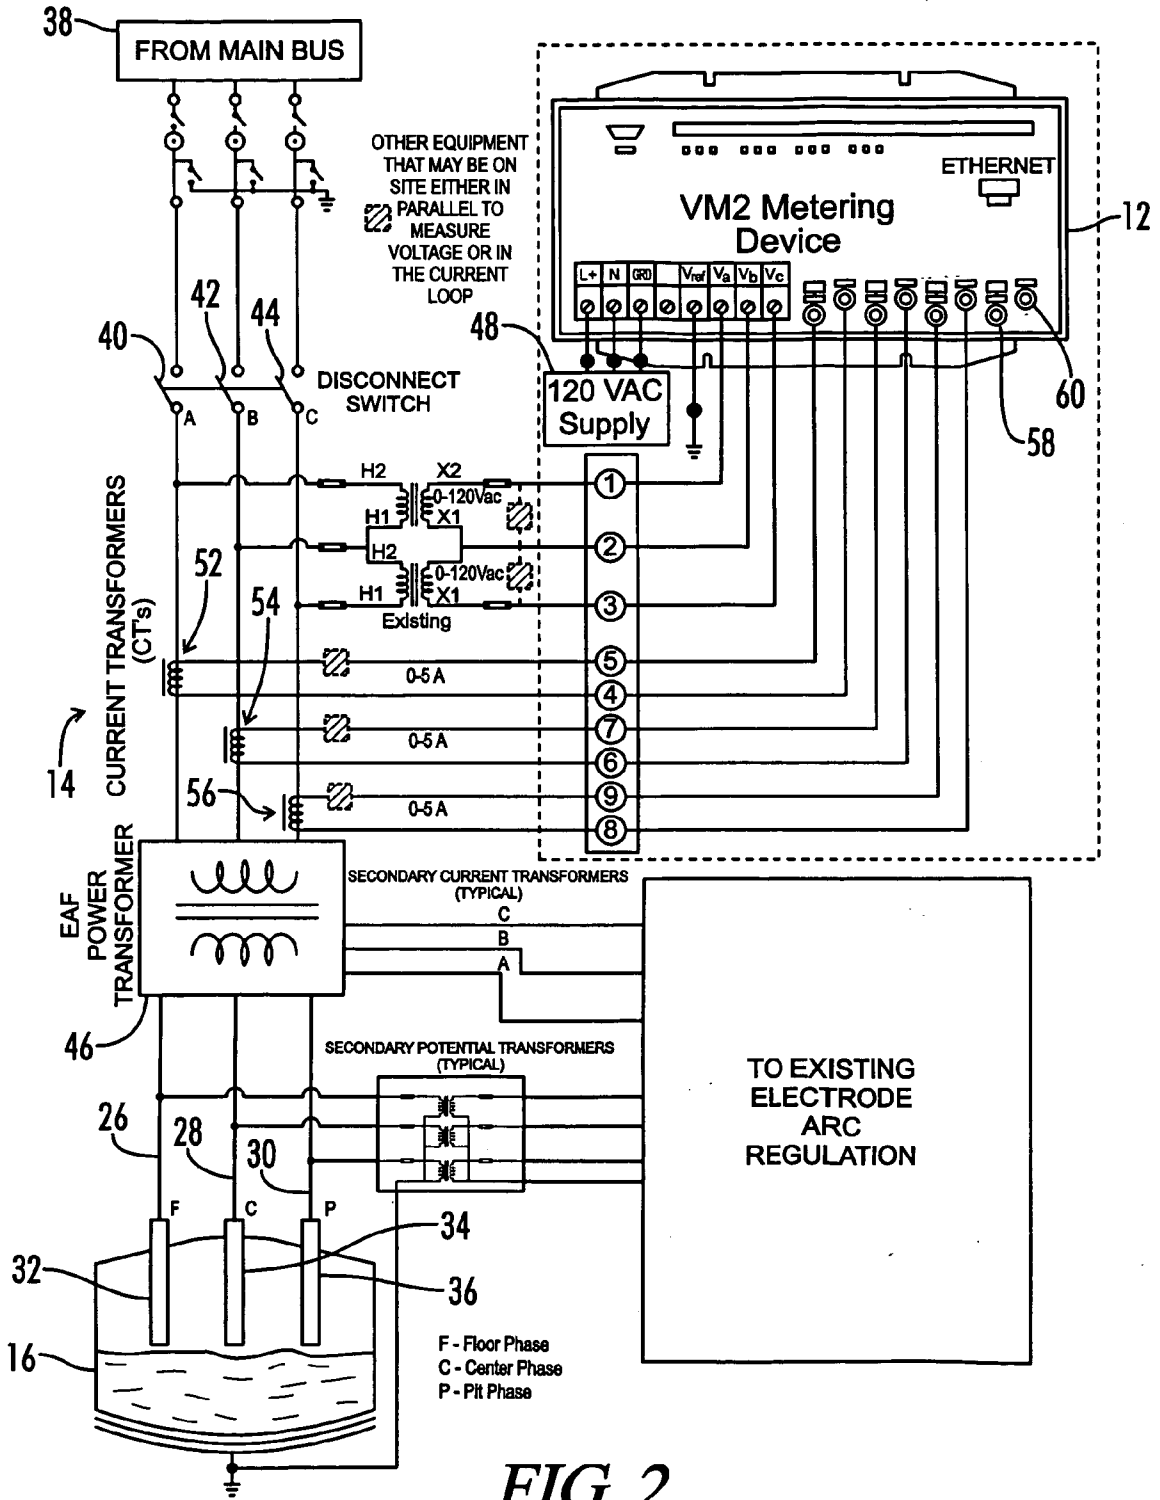 38
FROM MAIN BUS
OTHER EQUIPMENT
THAT MAY BE ON
SITE EITHER IN
PARALLEL TO
MEASURE
VOLTAGE OR IN
THE CURRENT
LOOP
ETHERNET
VM2 Metering
Device
12
L+ N GRD Vref Va Vb Vc
40
42
44
DISCONNECT
SWITCH
A
B
C
48
120 VAC
Supply
60
58
CURRENT TRANSFORMERS
(CT's)
H2
X2
0-120Vac
H1
X1
1
H2
2
0-120Vac
H1
X1
3
Existing
52
54
5
0-5 A
4
7
0-5 A
6
14
56
9
0-5 A
8
EAF
POWER
TRANSFORMER
46
SECONDARY CURRENT TRANSFORMERS
(TYPICAL)
C
B
A
SECONDARY POTENTIAL TRANSFORMERS
(TYPICAL)
TO EXISTING
ELECTRODE
ARC
REGULATION
26
28
30
F
C
P
34
32
36
16
F - Floor Phase
C - Center Phase
P - Pit Phase
FIG. 2